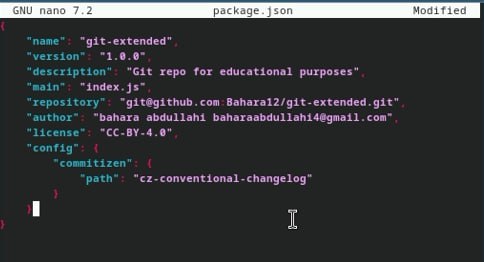 GNU nano 7.2 package.json Modified
{
"name": "git-extended",
"version": "1.0.0",
"description": "Git repo for educational purposes",
"main": "index.js",
"repository": "git@github.com:Bahara12/git-extended.git",
"author": "bahara abdullahi baharaabdullahi4@gmail.com",
"license": "CC-BY-4.0",
"config": {
"commitizen": {
"path": "cz-conventional-changelog"
}
}
}